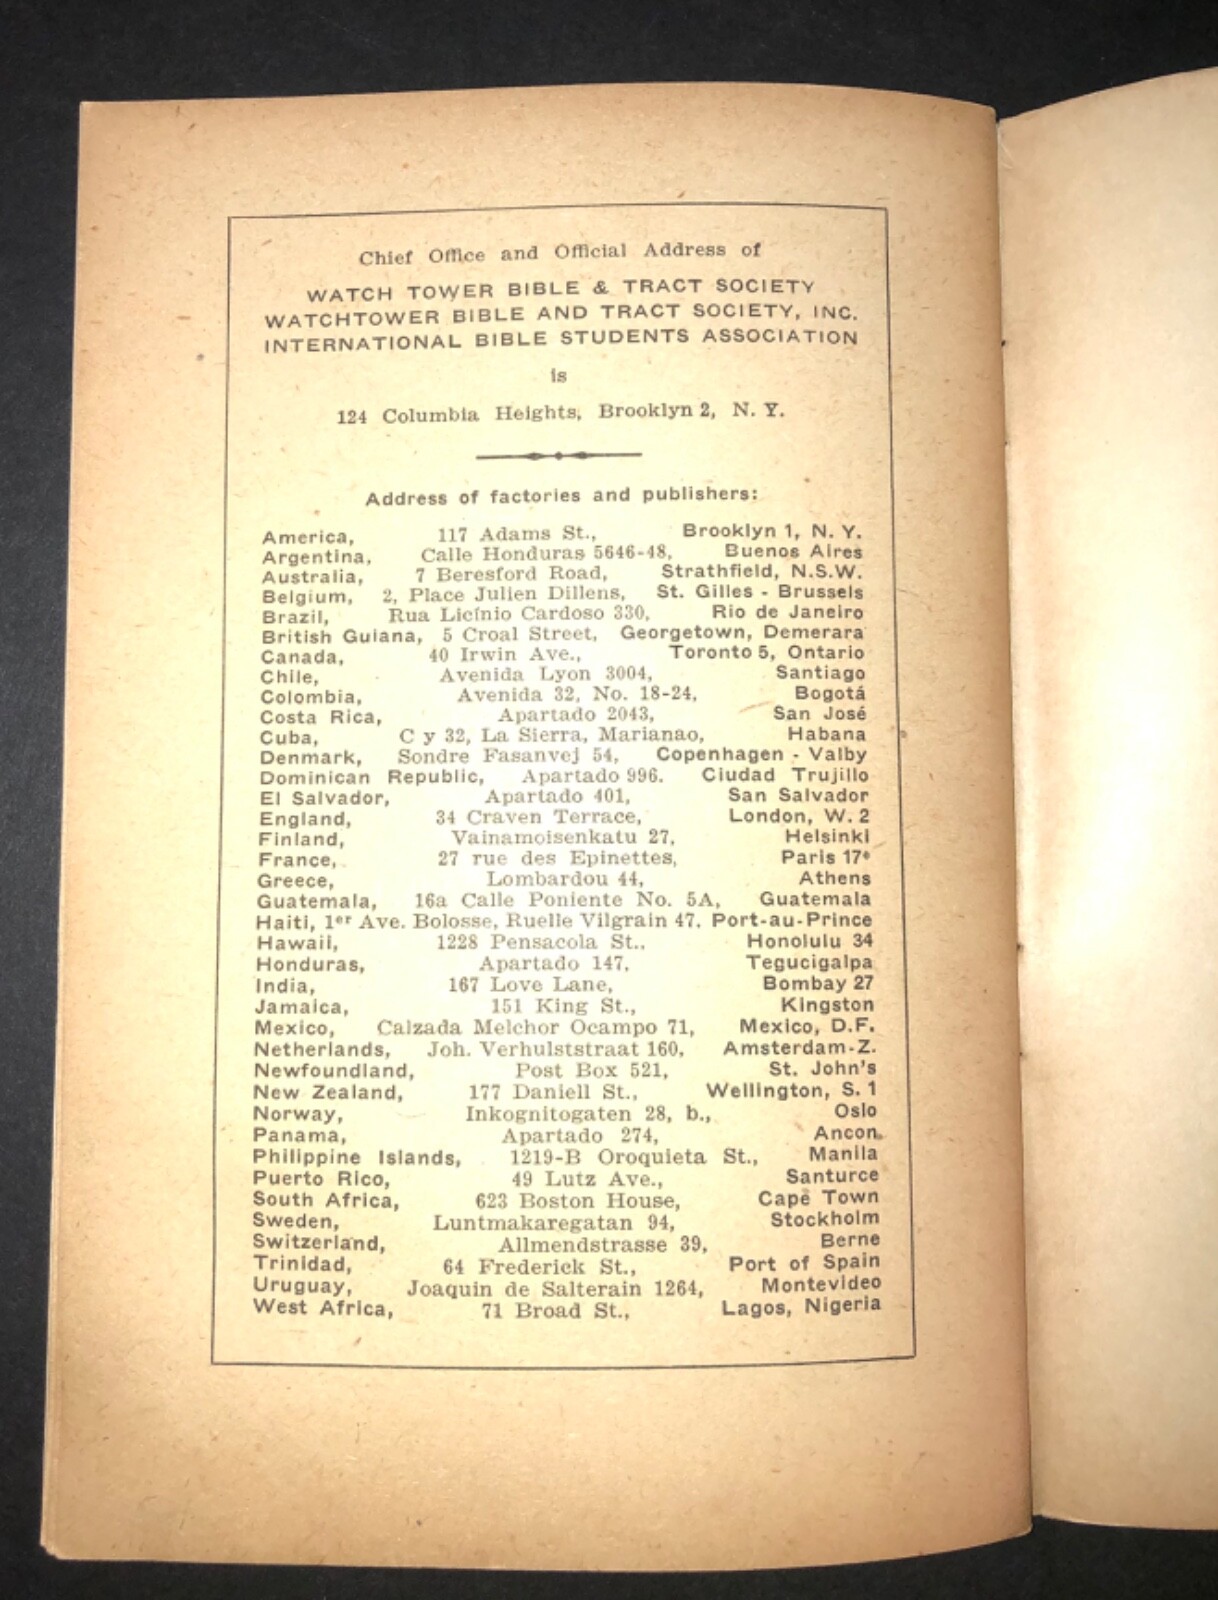 Chief Office and Official Address of
WATCH TOWER BIBLE & TRACT SOCIETY
WATCHTOWER BIBLE AND TRACT SOCIETY, INC.
INTERNATIONAL BIBLE STUDENTS ASSOCIATION
is
124 Columbia Heights, Brooklyn 2, N. Y.
Address of factories and publishers:
America, 117 Adams St., Brooklyn 1, N. Y.
Argentina, Calle Honduras 5646-48, Buenos Aires
Australia, 7 Beresford Road, Strathfield, N.S.W.
Belgium, 2, Place Julien Dillens, St. Gilles - Brussels
Brazil, Rua Licínio Cardoso 330, Rio de Janeiro
British Guiana, 5 Croal Street, Georgetown, Demerara
Canada, 40 Irwin Ave., Toronto 5, Ontario
Chile, Avenida Lyon 3004, Santiago
Colombia, Avenida 32, No. 18-24, Bogotá
Costa Rica, Apartado 2043, San José
Cuba, C y 32, La Sierra, Marianao, Habana
Denmark, Sondre Fasanvej 54, Copenhagen - Valby
Dominican Republic, Apartado 996. Ciudad Trujillo
El Salvador, Apartado 401, San Salvador
England, 34 Craven Terrace, London, W. 2
Finland, Vainamoisenkatu 27, Helsinki
France, 27 rue des Epinettes, Paris 17e
Greece, Lombardou 44, Athens
Guatemala, 16a Calle Poniente No. 5A, Guatemala
Haiti, 1er Ave. Bolosse, Ruelle Vilgrain 47. Port-au-Prince
Hawaii, 1228 Pensacola St., Honolulu 34
Honduras, Apartado 147, Tegucigalpa
India, 167 Love Lane, Bombay 27
Jamaica, 151 King St., Kingston
Mexico, Calzada Melchor Ocampo 71, Mexico, D.F.
Netherlands, Joh. Verhulststraat 160, Amsterdam-Z.
Newfoundland, Post Box 521, St. John's
New Zealand, 177 Daniell St., Wellington, S. 1
Norway, Inkognitogaten 28, b., Oslo
Panama, Apartado 274, Ancon
Philippine Islands, 1219-B Oroquieta St., Manila
Puerto Rico, 49 Lutz Ave., Santurce
South Africa, 623 Boston House, Cape Town
Sweden, Luntmakaregatan 94, Stockholm
Switzerland, Allmendstrasse 39, Berne
Trinidad, 64 Frederick St., Port of Spain
Uruguay, Joaquin de Salterain 1264, Montevideo
West Africa, 71 Broad St., Lagos, Nigeria